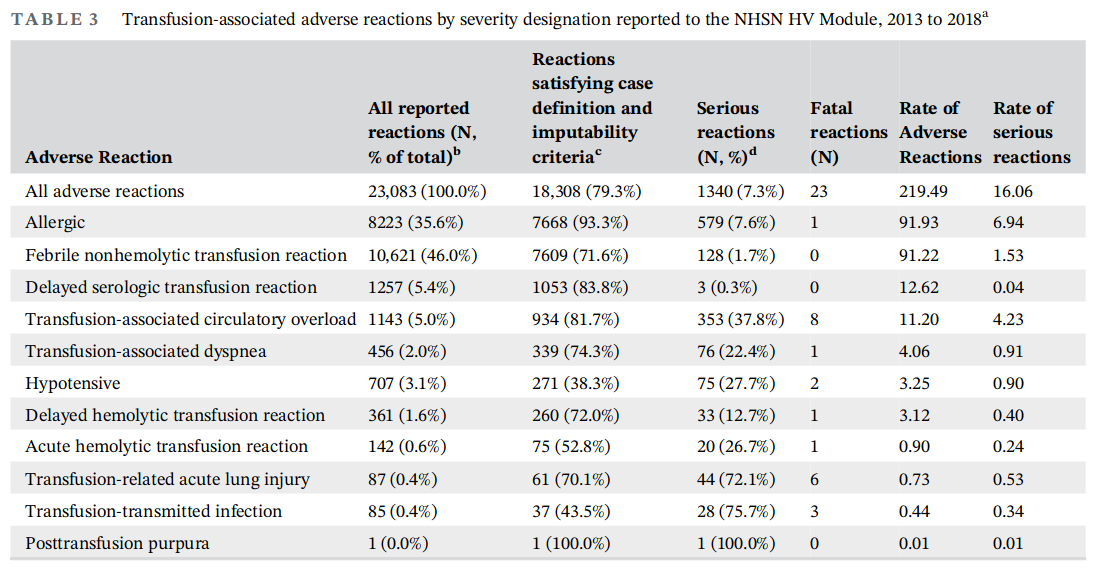 TABLE 3 Transfusion-associated adverse reactions by severity designation reported to the NHSN HV Module, 2013 to 2018a
Adverse Reaction | All reported reactions (N, % of total)b | Reactions satisfying case definition and imputability criteriac | Serious reactions (N, %)d | Fatal reactions (N) | Rate of Adverse Reactions | Rate of serious reactions
All adverse reactions | 23,083 (100.0%) | 18,308 (79.3%) | 1340 (7.3%) | 23 | 219.49 | 16.06
Allergic | 8223 (35.6%) | 7668 (93.3%) | 579 (7.6%) | 1 | 91.93 | 6.94
Febrile nonhemolytic transfusion reaction | 10,621 (46.0%) | 7609 (71.6%) | 128 (1.7%) | 0 | 91.22 | 1.53
Delayed serologic transfusion reaction | 1257 (5.4%) | 1053 (83.8%) | 3 (0.3%) | 0 | 12.62 | 0.04
Transfusion-associated circulatory overload | 1143 (5.0%) | 934 (81.7%) | 353 (37.8%) | 8 | 11.20 | 4.23
Transfusion-associated dyspnea | 456 (2.0%) | 339 (74.3%) | 76 (22.4%) | 1 | 4.06 | 0.91
Hypotensive | 707 (3.1%) | 271 (38.3%) | 75 (27.7%) | 2 | 3.25 | 0.90
Delayed hemolytic transfusion reaction | 361 (1.6%) | 260 (72.0%) | 33 (12.7%) | 1 | 3.12 | 0.40
Acute hemolytic transfusion reaction | 142 (0.6%) | 75 (52.8%) | 20 (26.7%) | 1 | 0.90 | 0.24
Transfusion-related acute lung injury | 87 (0.4%) | 61 (70.1%) | 44 (72.1%) | 6 | 0.73 | 0.53
Transfusion-transmitted infection | 85 (0.4%) | 37 (43.5%) | 28 (75.7%) | 3 | 0.44 | 0.34
Posttransfusion purpura | 1 (0.0%) | 1 (100.0%) | 1 (100.0%) | 0 | 0.01 | 0.01